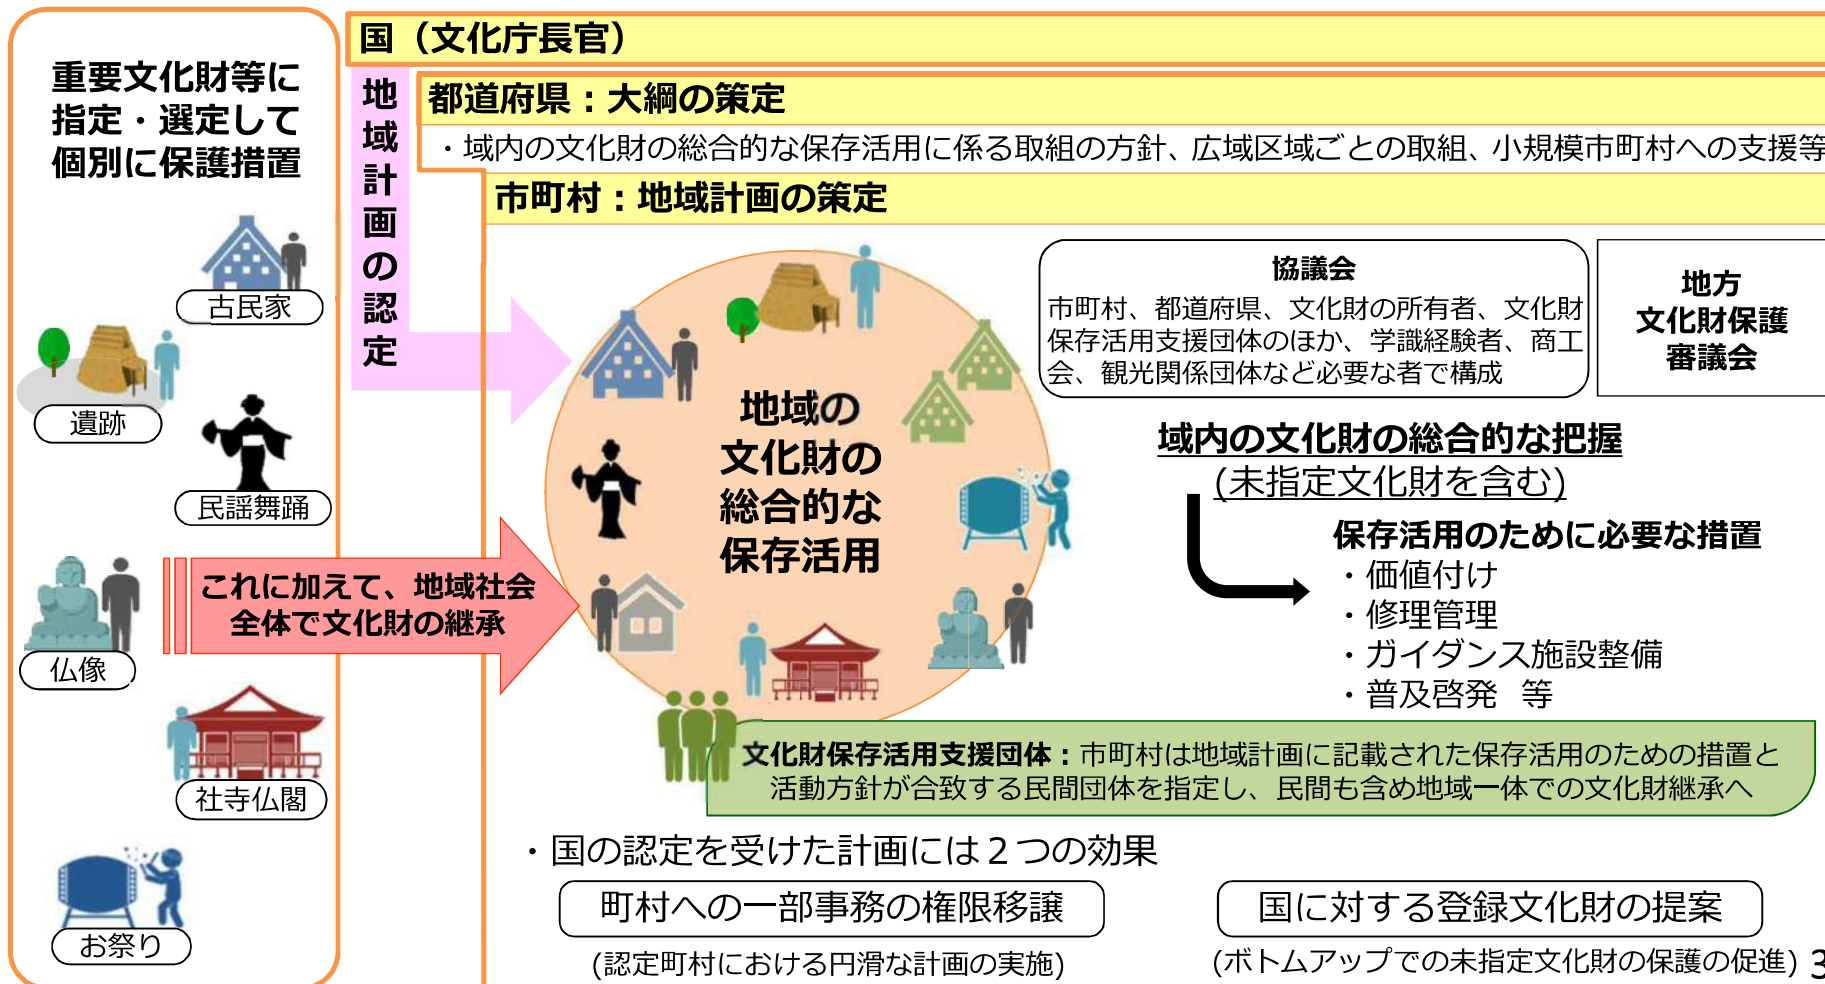 重要文化財等に
指定・選定して
個別に保護措置
古民家
遺跡
民謡舞踊
仏像
社寺仏閣
お祭り
これに加えて、地域社会
全体で文化財の継承
国（文化庁長官）
地域計画の認定
都道府県：大綱の策定
・域内の文化財の総合的な保存活用に係る取組の方針、広域区域ごとの取組、小規模市町村への支援等
市町村：地域計画の策定
地域の
文化財の
総合的な
保存活用
協議会
市町村、都道府県、文化財の所有者、文化財
保存活用支援団体のほか、学識経験者、商工
会、観光関係団体など必要な者で構成
地方
文化財保護
審議会
域内の文化財の総合的な把握
(未指定文化財を含む)
保存活用のために必要な措置
・価値付け
・修理管理
・ガイダンス施設整備
・普及啓発 等
文化財保存活用支援団体：市町村は地域計画に記載された保存活用のための措置と
活動方針が合致する民間団体を指定し、民間も含め地域一体での文化財継承へ
・国の認定を受けた計画には２つの効果
町村への一部事務の権限移譲
(認定町村における円滑な計画の実施)
国に対する登録文化財の提案
(ボトムアップでの未指定文化財の保護の促進)
3